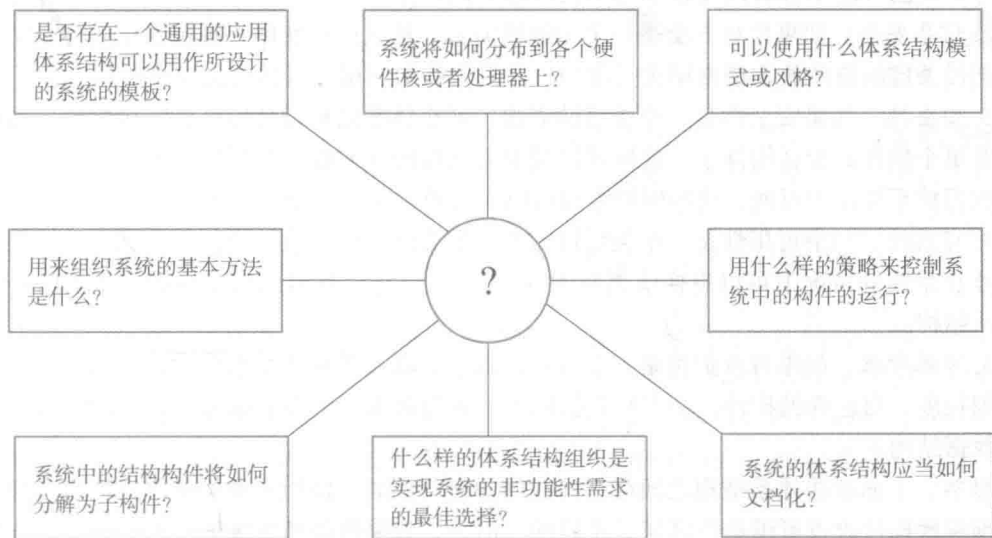 是否存在一个通用的应用
体系结构可以用作所设计
的系统的模板？
系统将如何分布到各个硬
件核或者处理器上？
可以使用什么体系结构模
式或风格？
用来组织系统的基本方法
是什么？
?
用什么样的策略来控制系
统中的构件的运行？
系统中的结构构件将如何
分解为子构件？
什么样的体系结构组织是
实现系统的非功能性需求
的最佳选择？
系统的体系结构应当如何
文档化？